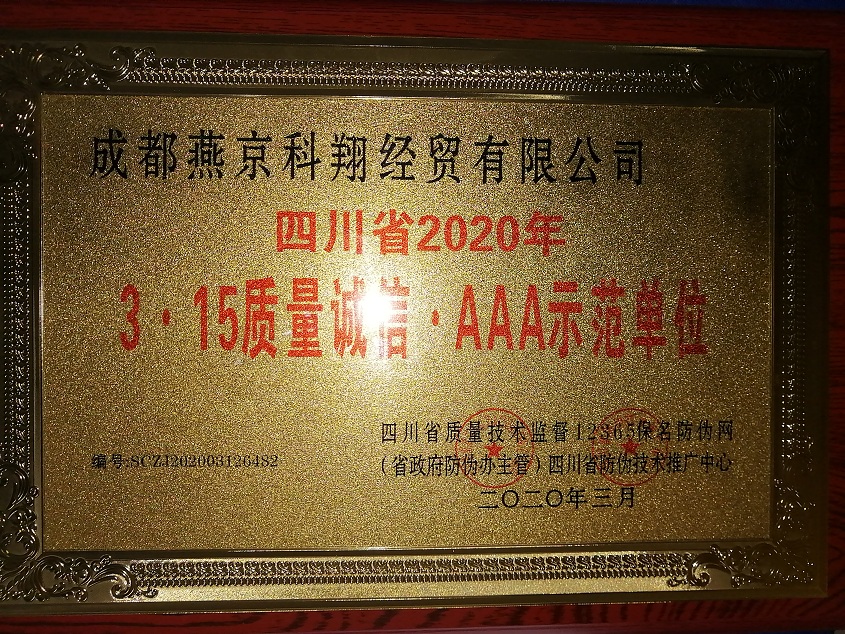 成都燕京科翔经贸有限公司
四川省2020年
3·15质量诚信·AAA示范单位
四川省质量技术监督12365保名防伪网
编号:SCZJ202003126482
(省政府防伪办主管)四川省防伪技术推广中心
二〇二〇年三月